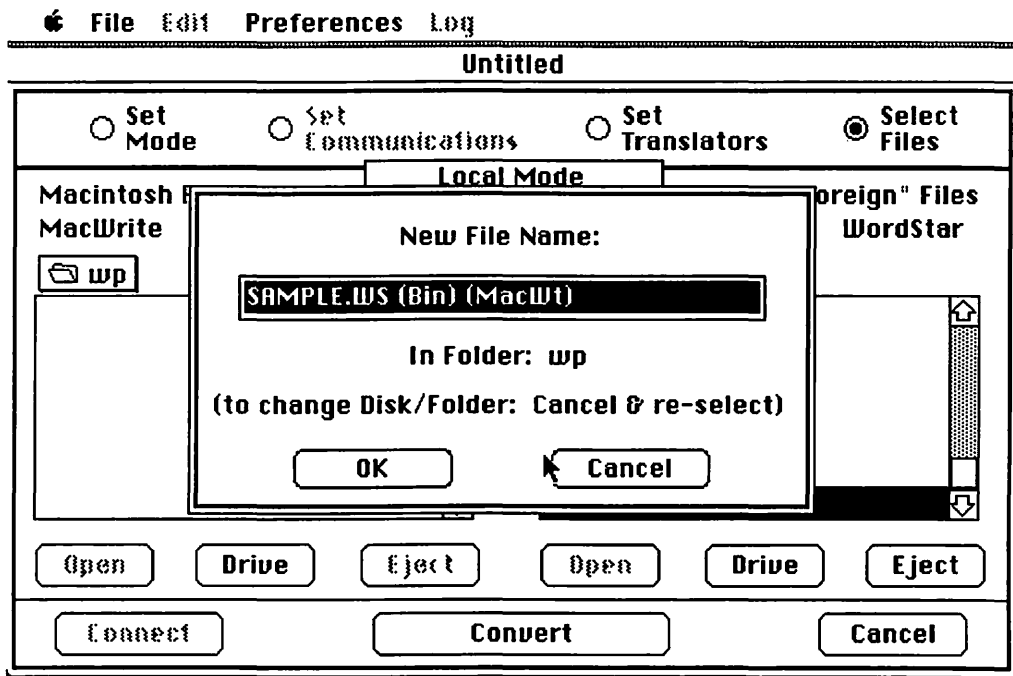 File Edit Preferences Log
Untitled
Set Mode
Set Communications
Set Translators
Select Files
Local Mode
Macintosh
oreign" Files
MacWrite
WordStar
wp
New File Name:
SAMPLE.WS (Bin) (MacWt)
In Folder: wp
(to change Disk/Folder: Cancel & re-select)
OK
Cancel
Open
Drive
Eject
Open
Drive
Eject
Connect
Convert
Cancel